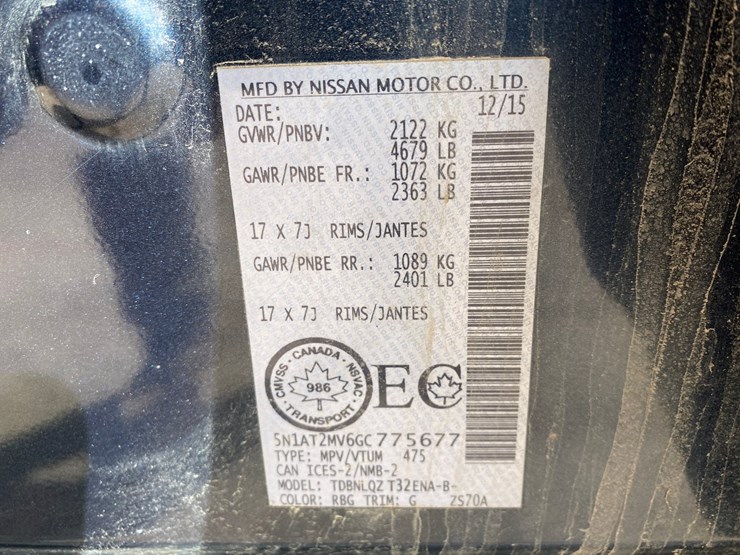 MFD BY NISSAN MOTOR CO., LTD.
DATE: 12/15
GVWR/PNBV: 2122 KG
4679 LB
GAWR/PNBE FR.: 1072 KG
2363 LB
17 X 7J RIMS/JANTES
GAWR/PNBE RR.: 1089 KG
2401 LB
17 X 7J RIMS/JANTES
CANADA
CMVSS · NSVAC
986
TRANSPORT
EC
5N1AT2MV6GC775677
TYPE: MPV/VTUM 475
CAN ICES-2/NMB-2
MODEL: TDBNLQZ T32ENA-B-
COLOR: RBG TRIM: G 2S70A